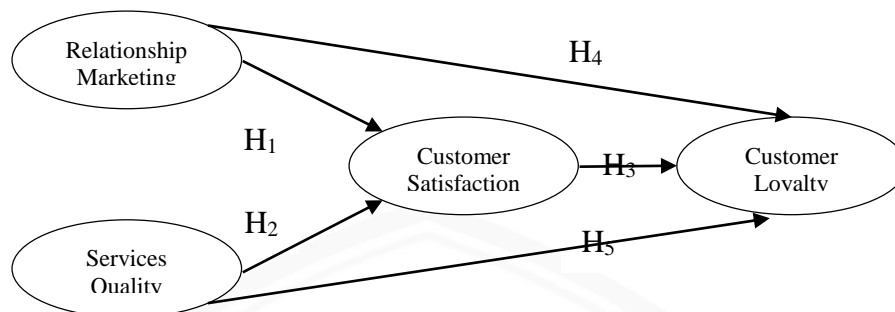 Relationship
Marketing
H₄
H₁
Customer
Satisfaction
H₃
Customer
Loyalty
H₂
Services
Quality
H₅